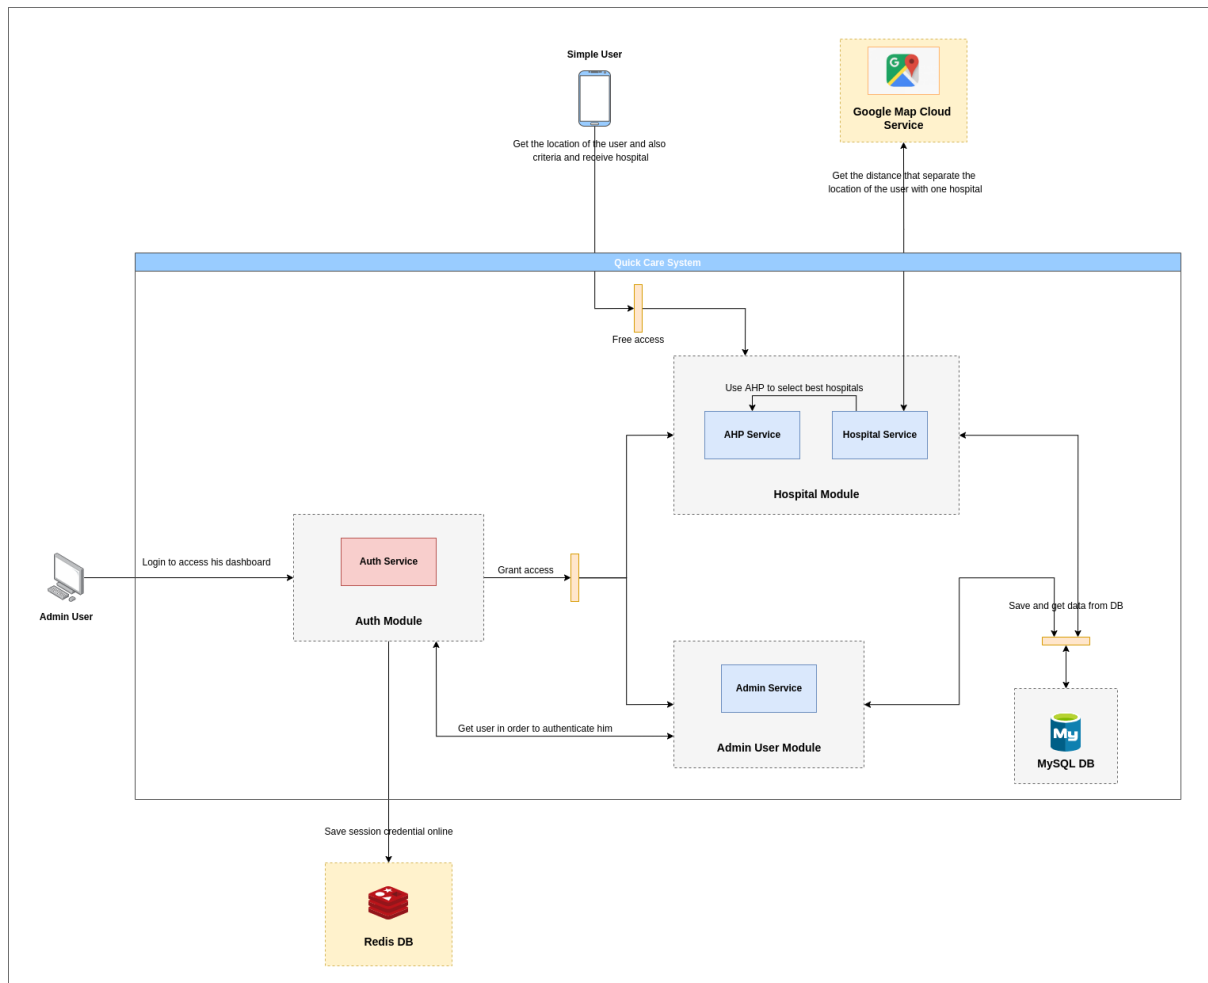 Simple User
Get the location of the user and also
criteria and receive hospital
G
Google Map Cloud
Service
Get the distance that separate the
location of the user with one hospital
Quick Care System
Free access
Use AHP to select best hospitals
AHP Service
Hospital Service
Hospital Module
Login to access his dashboard
Admin User
Auth Service
Auth Module
Grant access
Save and get data from DB
Admin Service
Admin User Module
Get user in order to authenticate him
My
MySQL DB
Save session credential online
Redis DB